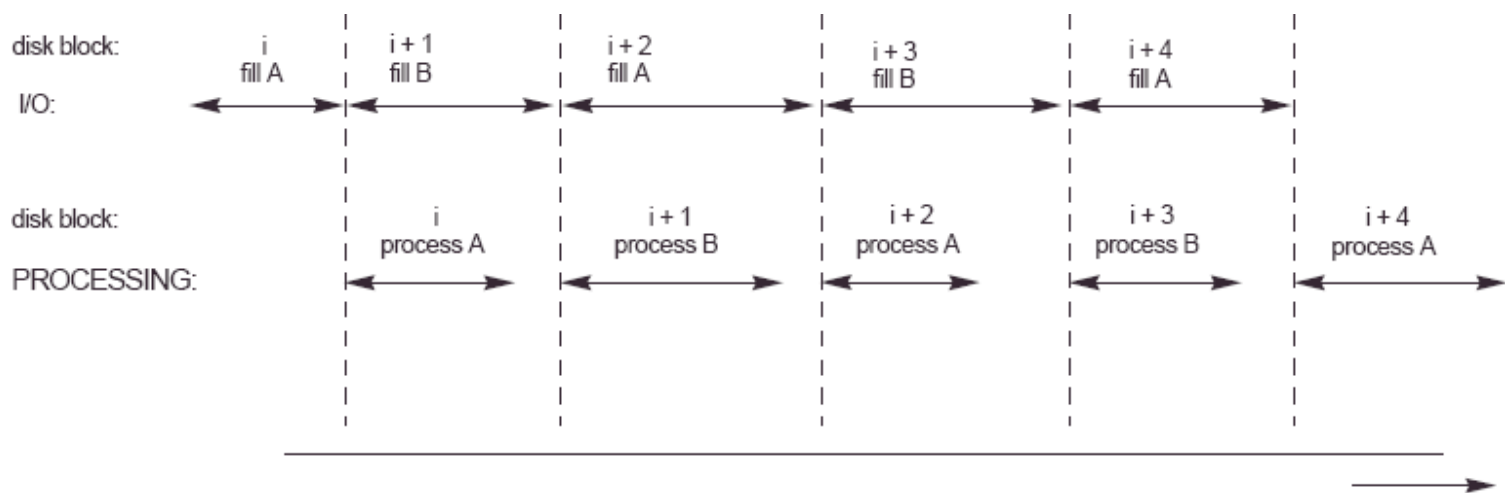 disk block:
i
fill A
i + 1
fill B
i + 2
fill A
i + 3
fill B
i + 4
fill A
I/O:
disk block:
i
process A
i + 1
process B
i + 2
process A
i + 3
process B
i + 4
process A
PROCESSING: